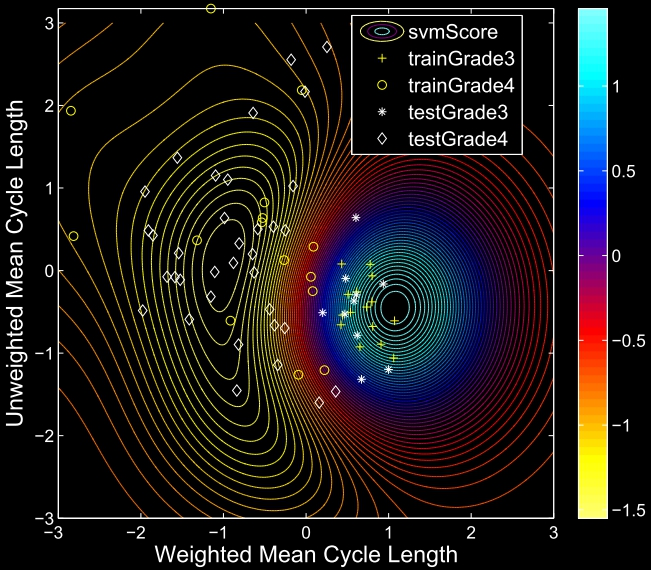 3
2
1
0
−1
−2
−3
−3
−2
−1
0
1
2
3
Unweighted Mean Cycle Length
Weighted Mean Cycle Length
svmScore
trainGrade3
trainGrade4
testGrade3
testGrade4
1
0.5
0
−0.5
−1
−1.5